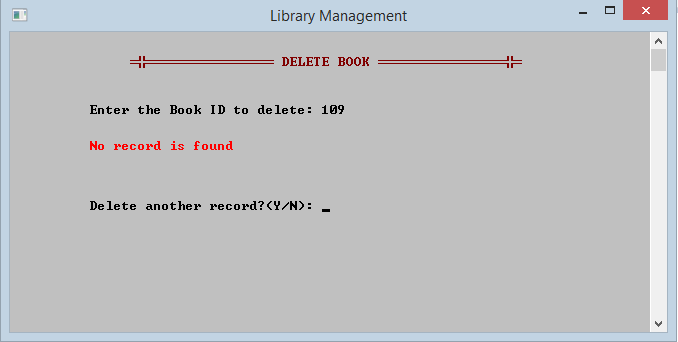 Library Management
DELETE BOOK
Enter the Book ID to delete: 109
No record is found
Delete another record?(Y/N):